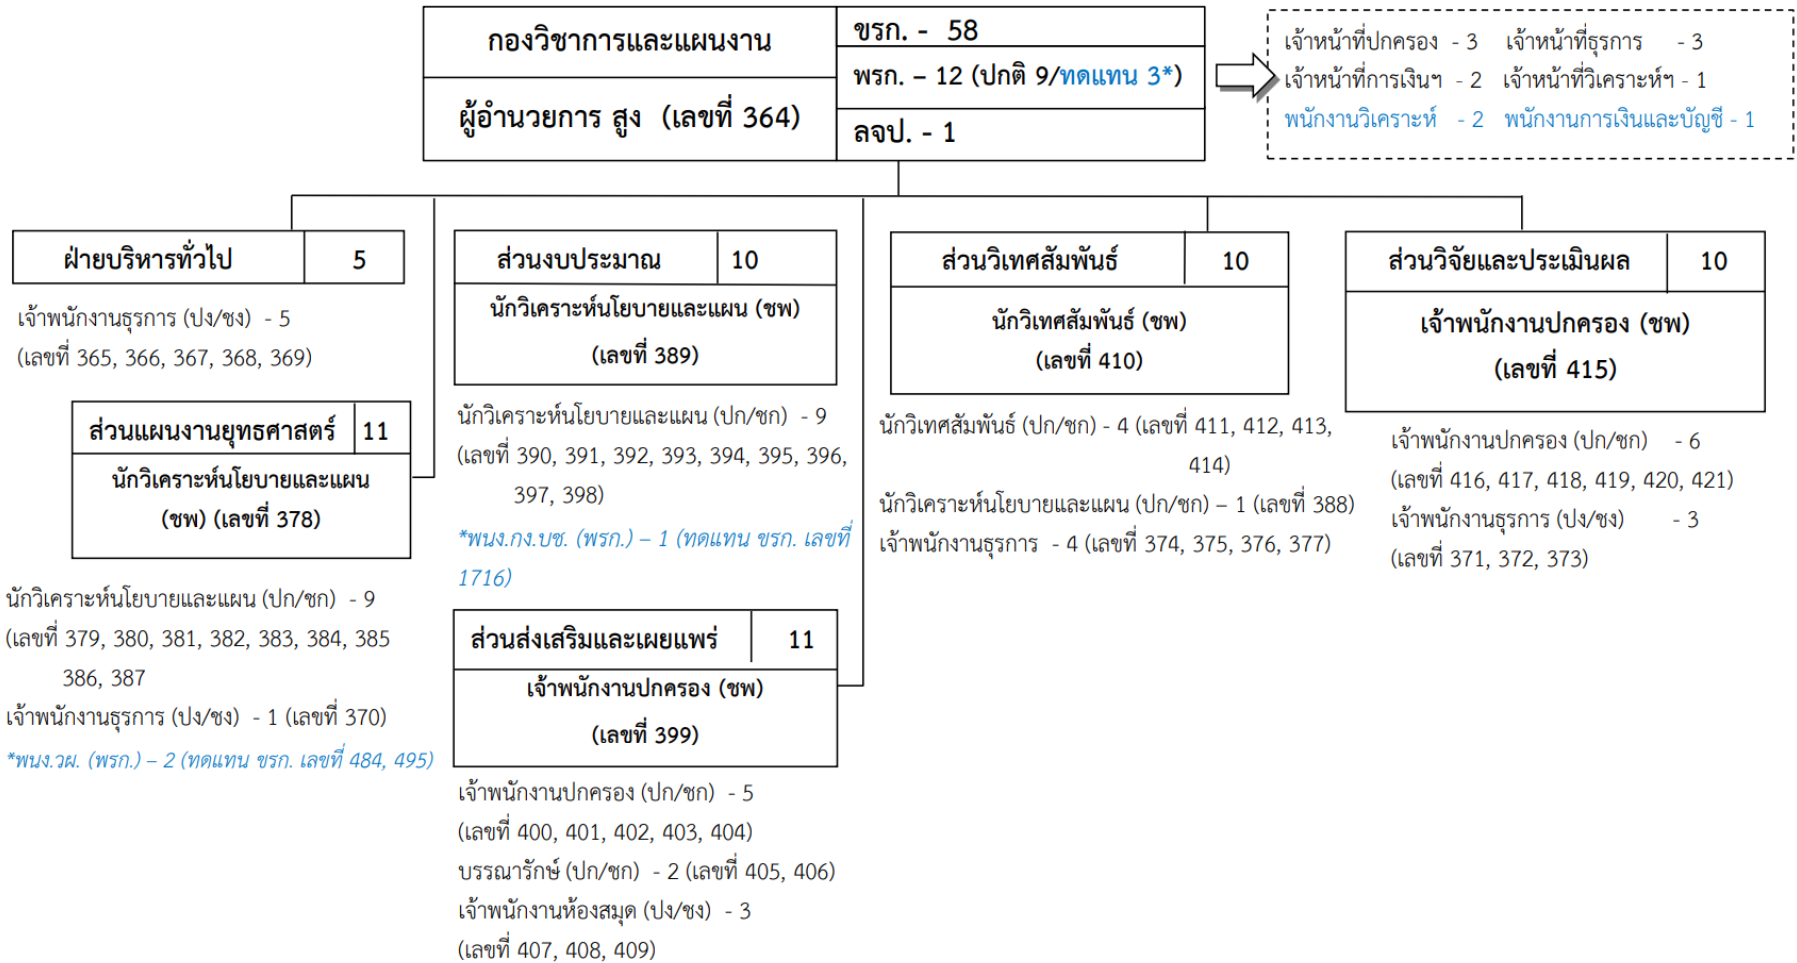 กองวิชาการและแผนงาน
ผู้อำนวยการ สูง (เลขที่ 364)
ขรก. - 58
พรก. – 12 (ปกติ 9/ทดแทน 3*)
ลจป. - 1
เจ้าหน้าที่ปกครอง - 3 เจ้าหน้าที่ธุรการ - 3
เจ้าหน้าที่การเงินฯ - 2 เจ้าหน้าที่วิเคราะห์ฯ - 1
พนักงานวิเคราะห์ - 2 พนักงานการเงินและบัญชี - 1
ฝ่ายบริหารทั่วไป 5
เจ้าพนักงานธุรการ (ปง/ชง) - 5
(เลขที่ 365, 366, 367, 368, 369)
ส่วนแผนงานยุทธศาสตร์ 11
นักวิเคราะห์นโยบายและแผน
(ชพ) (เลขที่ 378)
นักวิเคราะห์นโยบายและแผน (ปก/ชก) - 9
(เลขที่ 379, 380, 381, 382, 383, 384, 385
386, 387
เจ้าพนักงานธุรการ (ปง/ชง) - 1 (เลขที่ 370)
*พนง.วผ. (พรก.) – 2 (ทดแทน ขรก. เลขที่ 484, 495)
ส่วนงบประมาณ 10
นักวิเคราะห์นโยบายและแผน (ชพ)
(เลขที่ 389)
นักวิเคราะห์นโยบายและแผน (ปก/ชก) - 9
(เลขที่ 390, 391, 392, 393, 394, 395, 396,
397, 398)
*พนง.กง.บช. (พรก.) – 1 (ทดแทน ขรก. เลขที่
1716)
ส่วนส่งเสริมและเผยแพร่ 11
เจ้าพนักงานปกครอง (ชพ)
(เลขที่ 399)
เจ้าพนักงานปกครอง (ปก/ชก) - 5
(เลขที่ 400, 401, 402, 403, 404)
บรรณารักษ์ (ปก/ชก) - 2 (เลขที่ 405, 406)
เจ้าพนักงานห้องสมุด (ปง/ชง) - 3
(เลขที่ 407, 408, 409)
ส่วนวิเทศสัมพันธ์ 10
นักวิเทศสัมพันธ์ (ชพ)
(เลขที่ 410)
นักวิเทศสัมพันธ์ (ปก/ชก) - 4 (เลขที่ 411, 412, 413,
414)
นักวิเคราะห์นโยบายและแผน (ปก/ชก) – 1 (เลขที่ 388)
เจ้าพนักงานธุรการ - 4 (เลขที่ 374, 375, 376, 377)
ส่วนวิจัยและประเมินผล 10
เจ้าพนักงานปกครอง (ชพ)
(เลขที่ 415)
เจ้าพนักงานปกครอง (ปก/ชก) - 6
(เลขที่ 416, 417, 418, 419, 420, 421)
เจ้าพนักงานธุรการ (ปง/ชง) - 3
(เลขที่ 371, 372, 373)